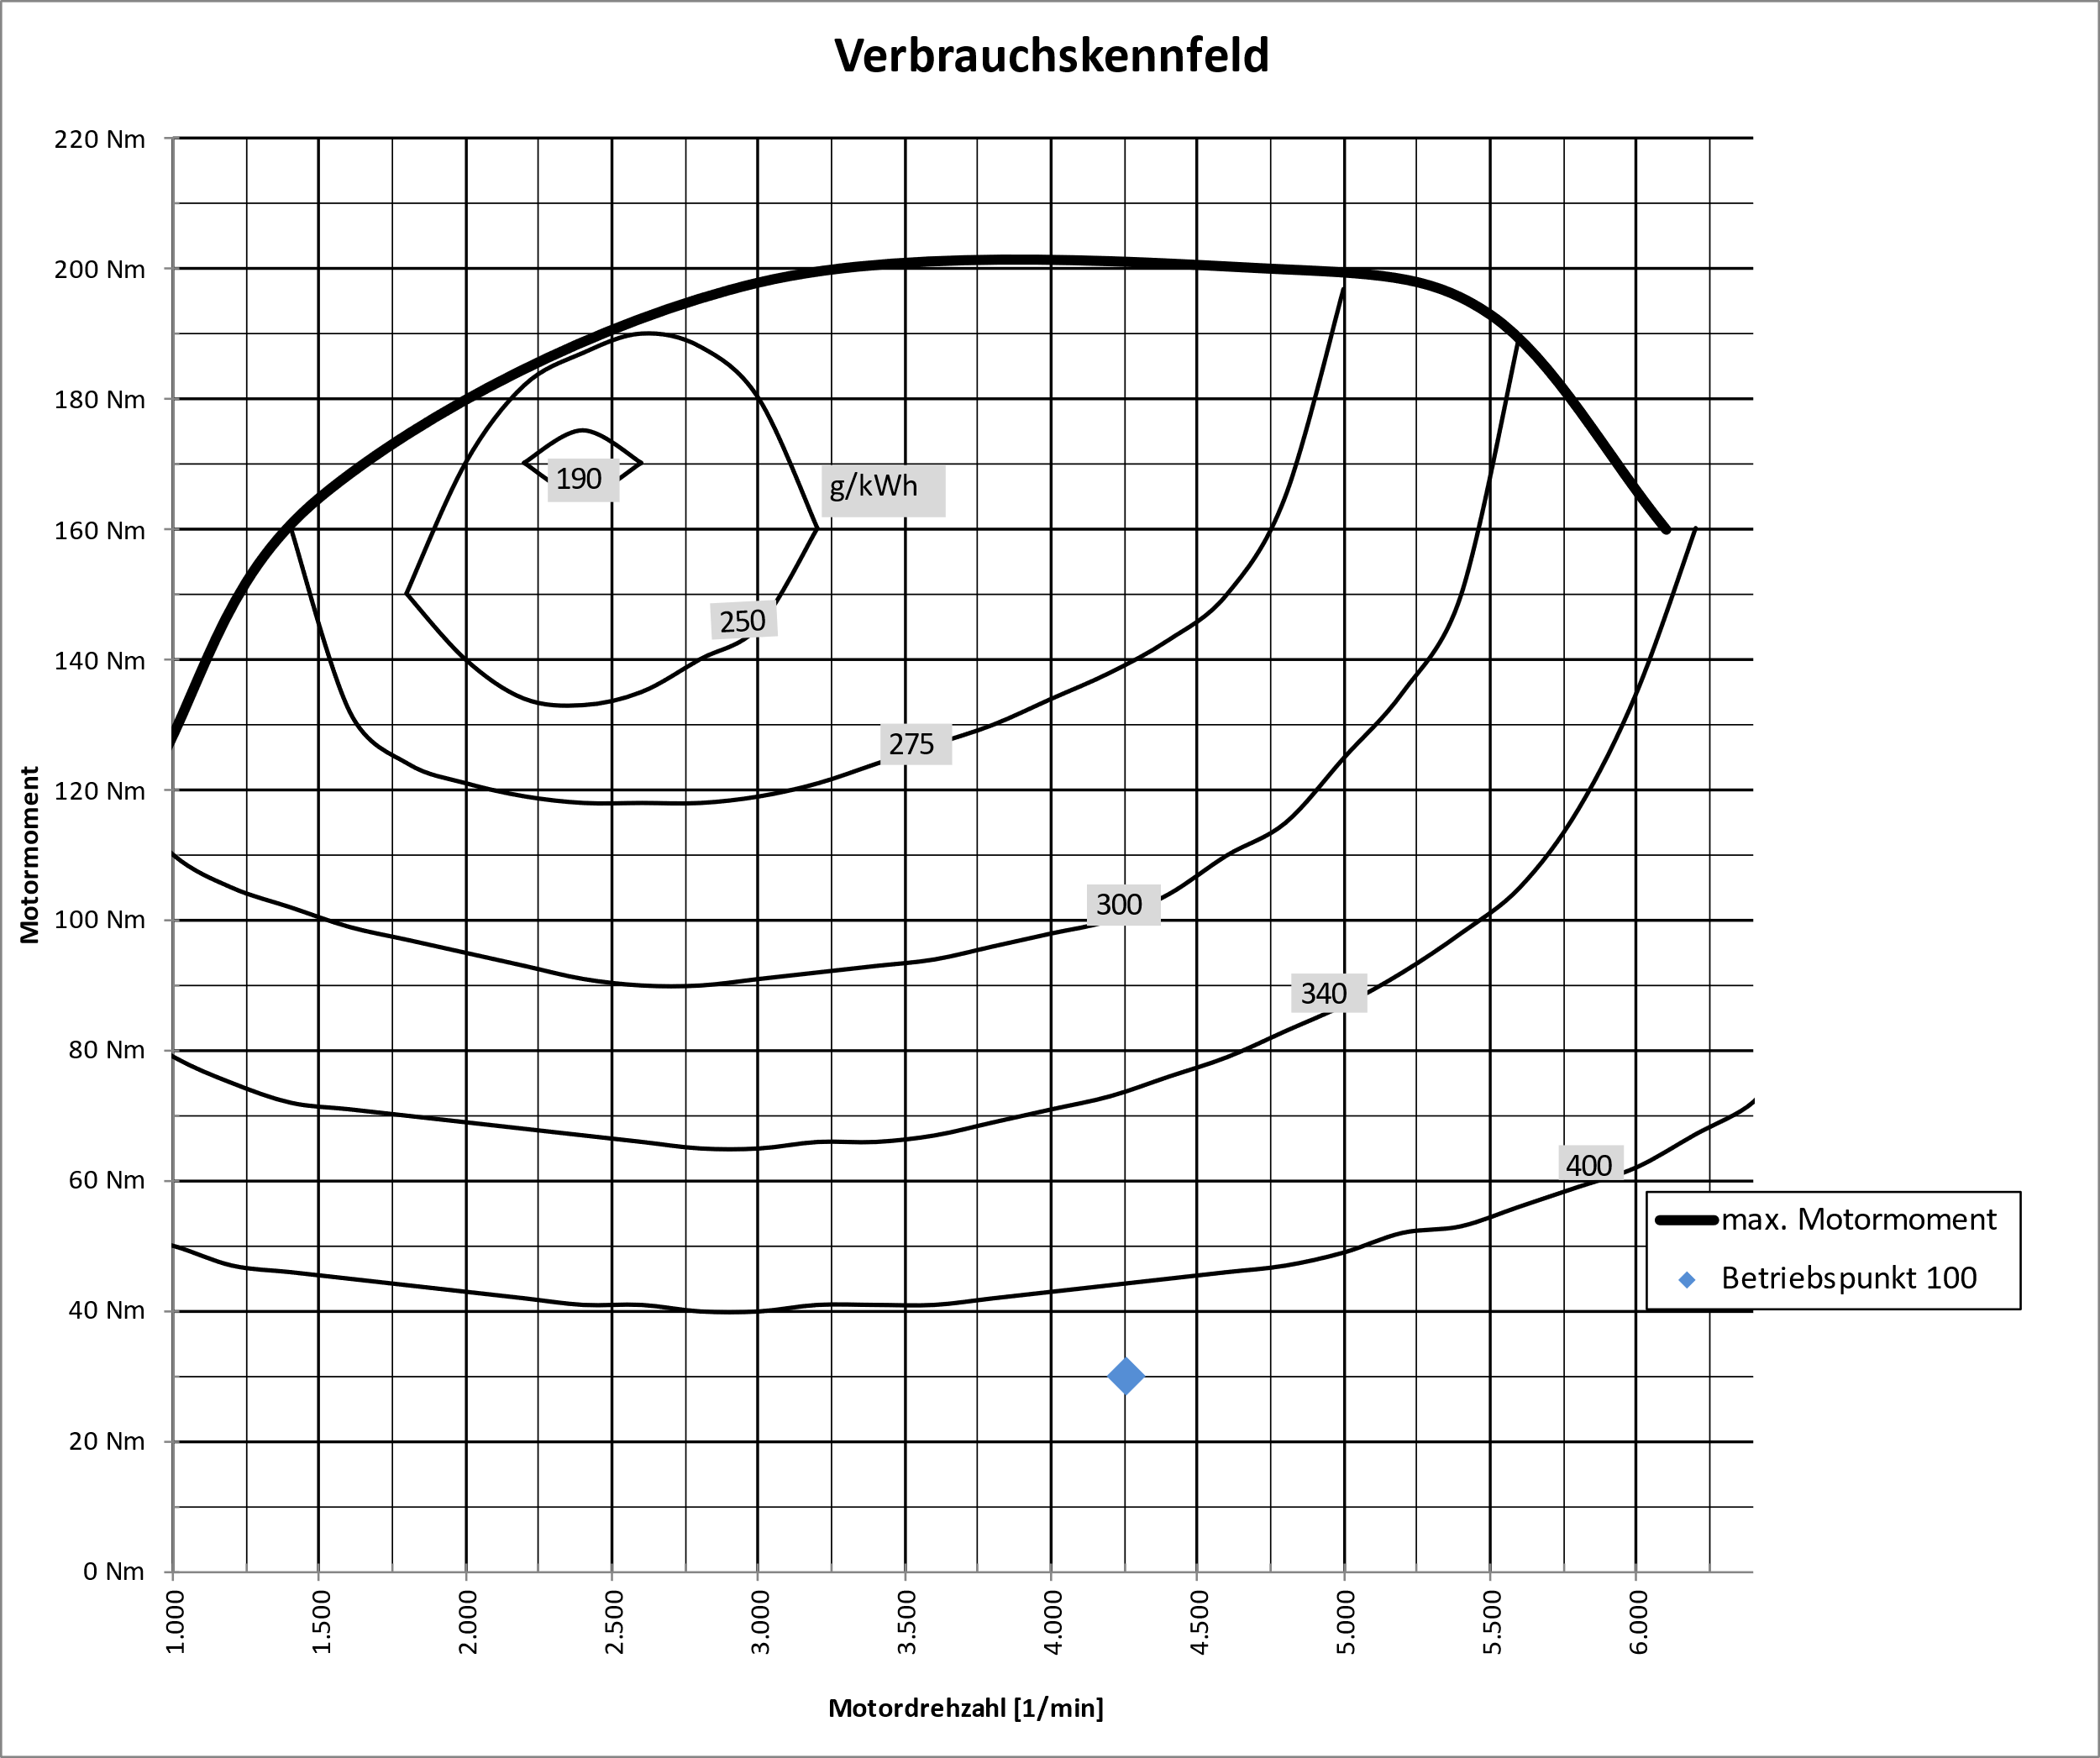 Verbrauchskennfeld
220 Nm
200 Nm
180 Nm
160 Nm
140 Nm
120 Nm
100 Nm
80 Nm
60 Nm
40 Nm
20 Nm
0 Nm
Motormoment
190
g/kWh
250
275
300
340
400
max. Motormoment
Betriebspunkt 100
1.000
1.500
2.000
2.500
3.000
3.500
4.000
4.500
5.000
5.500
6.000
Motordrehzahl [1/min]